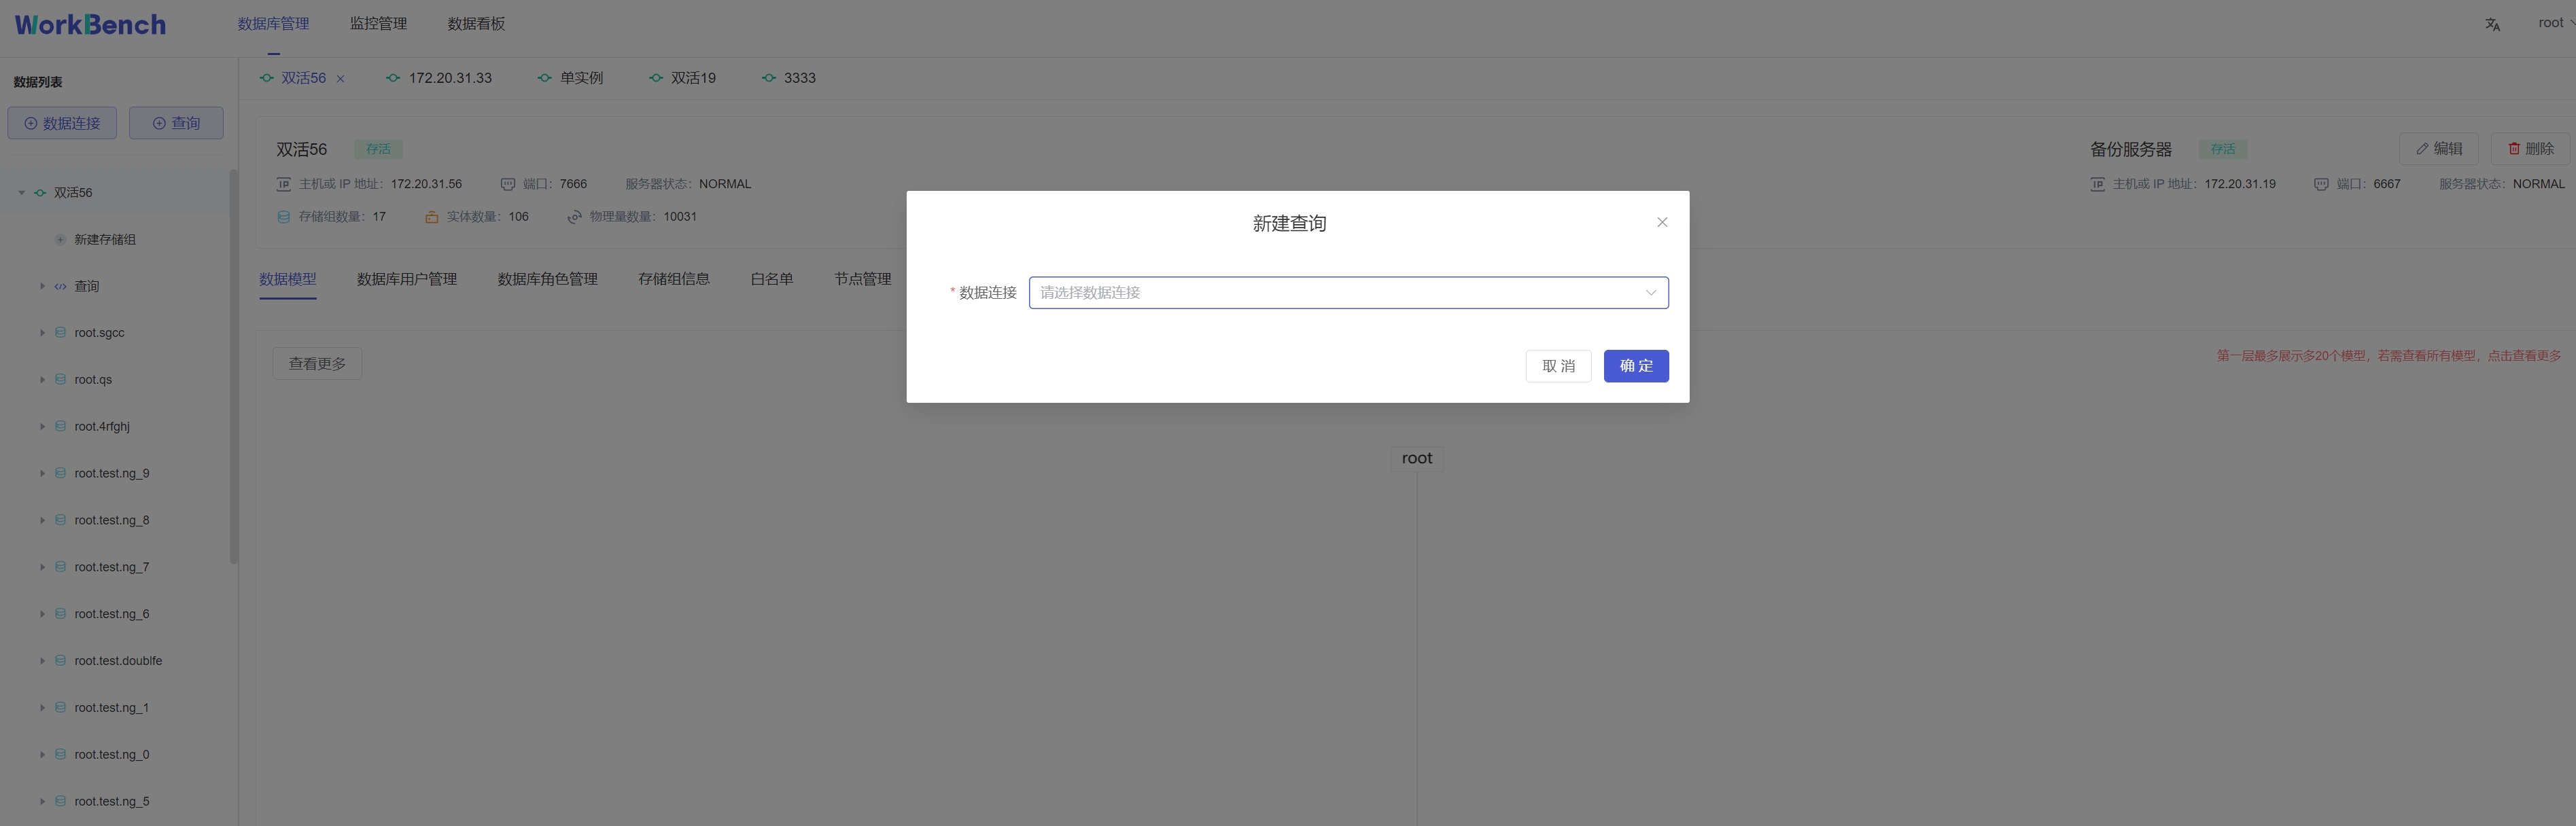 WorkBench
数据库管理 监控管理 数据看板 root
数据列表
双活56 172.20.31.33 单实例 双活19 3333
数据连接 查询
双活56 存活
备份服务器 存活 编辑 删除
主机或 IP 地址：172.20.31.56 端口：7666 服务器状态：NORMAL
主机或 IP 地址：172.20.31.19 端口：6667 服务器状态：NORMAL
存储组数量：17 实体数量：106 物理量数量：10031
数据模型 数据库用户管理 数据库角色管理 存储组信息 白名单 节点管理
查看更多
第一层最多展示多20个模型，若需查看所有模型，点击查看更多
root
新建查询
* 数据连接 请选择数据连接
取 消 确 定
双活56
新建存储组
查询
root.sgcc
root.qs
root.4rfghj
root.test.ng_9
root.test.ng_8
root.test.ng_7
root.test.ng_6
root.test.doublfe
root.test.ng_1
root.test.ng_0
root.test.ng_5